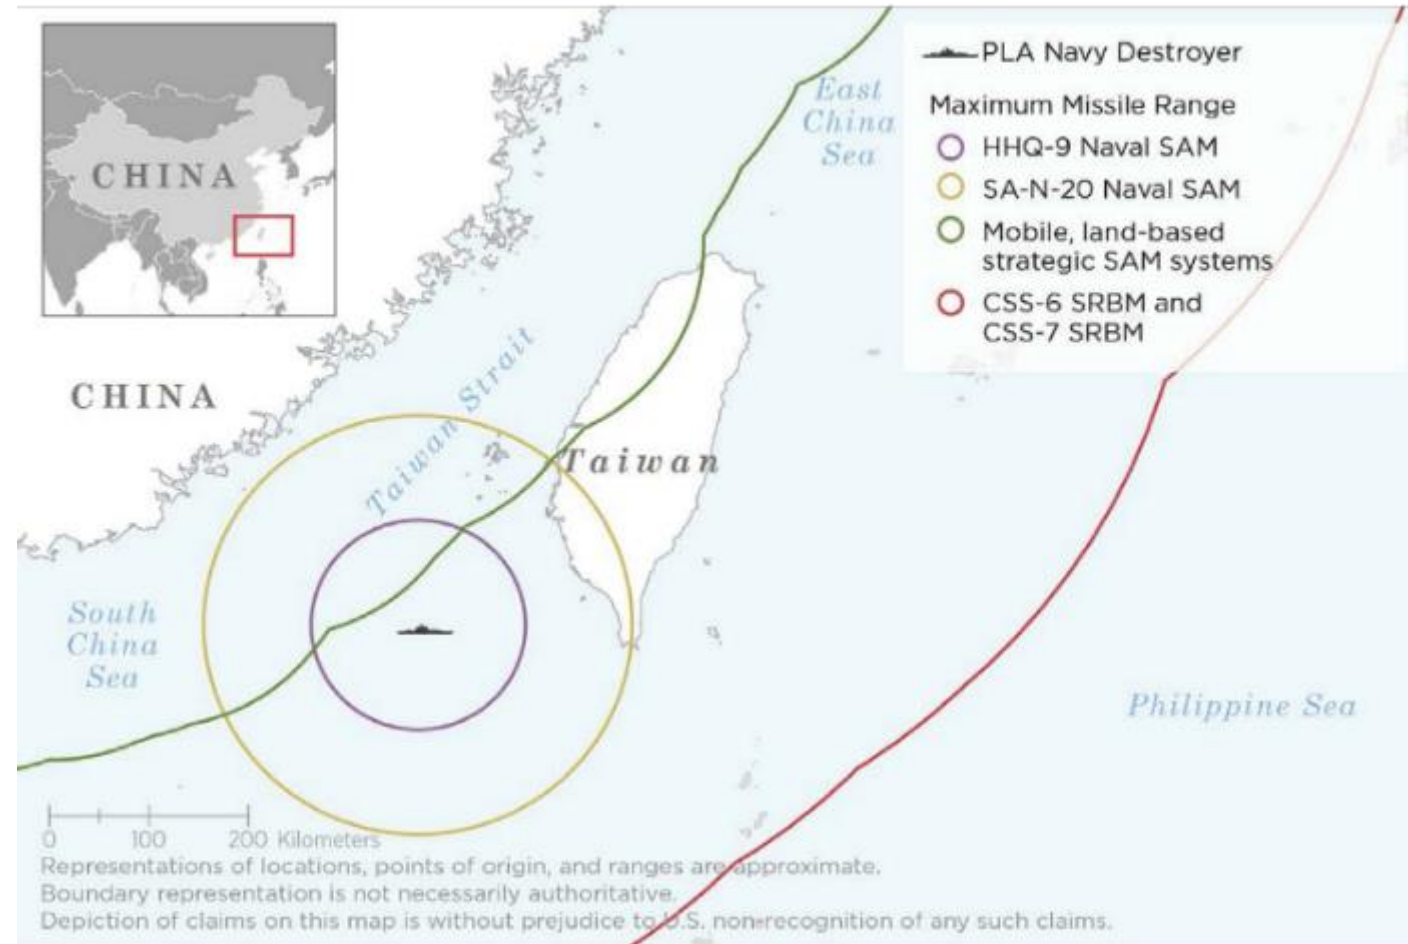 PLA Navy Destroyer
Maximum Missile Range
HHQ-9 Naval SAM
SA-N-20 Naval SAM
Mobile, land-based
strategic SAM systems
CSS-6 SRBM and
CSS-7 SRBM
CHINA
East
China
Sea
CHINA
Taiwan Strait
Taiwan
South
China
Sea
Philippine Sea
0 100 200 Kilometers
Representations of locations, points of origin, and ranges are approximate.
Boundary representation is not necessarily authoritative.
Depiction of claims on this map is without prejudice to U.S. non-recognition of any such claims.